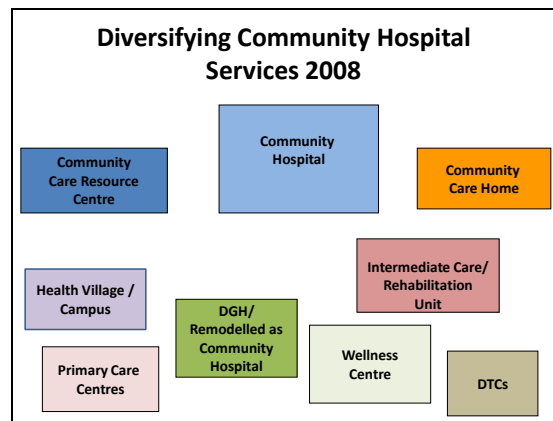 Diversifying Community Hospital
Services 2008
Community
Hospital
Community
Care Resource
Centre
Community
Care Home
Intermediate Care/
Rehabilitation
Unit
Health Village /
Campus
DGH/
Remodelled as
Community
Hospital
Wellness
Centre
Primary Care
Centres
DTCs